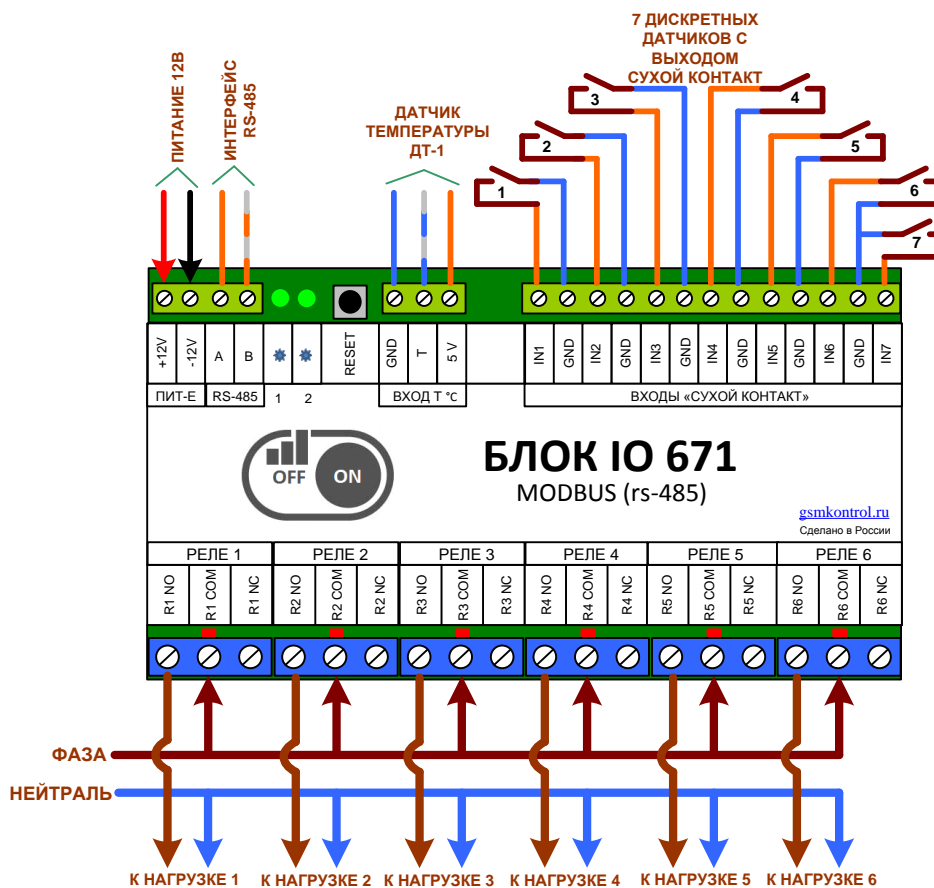 7 ДИСКРЕТНЫХ
ДАТЧИКОВ С
ВЫХОДОМ
СУХОЙ КОНТАКТ
ПИТАНИЕ 12В
ИНТЕРФЕЙС
RS-485
ДАТЧИК
ТЕМПЕРАТУРЫ
ДТ-1
3
4
2
5
1
6
7
+12V
-12V
A
B
RESET
GND
T
5 V
IN1
GND
IN2
GND
IN3
GND
IN4
GND
IN5
GND
IN6
GND
IN7
ПИТ-Е
RS-485
1
2
ВХОД Т °С
ВХОДЫ «СУХОЙ КОНТАКТ»
OFF
ON
БЛОК IO 671
MODBUS (rs-485)
gsmkontrol.ru
Сделано в России
РЕЛЕ 1
РЕЛЕ 2
РЕЛЕ 3
РЕЛЕ 4
РЕЛЕ 5
РЕЛЕ 6
R1 NO
R1 COM
R1 NC
R2 NO
R2 COM
R2 NC
R3 NO
R3 COM
R3 NC
R4 NO
R4 COM
R4 NC
R5 NO
R5 COM
R5 NC
R6 NO
R6 COM
R6 NC
ФАЗА
НЕЙТРАЛЬ
К НАГРУЗКЕ 1
К НАГРУЗКЕ 2
К НАГРУЗКЕ 3
К НАГРУЗКЕ 4
К НАГРУЗКЕ 5
К НАГРУЗКЕ 6